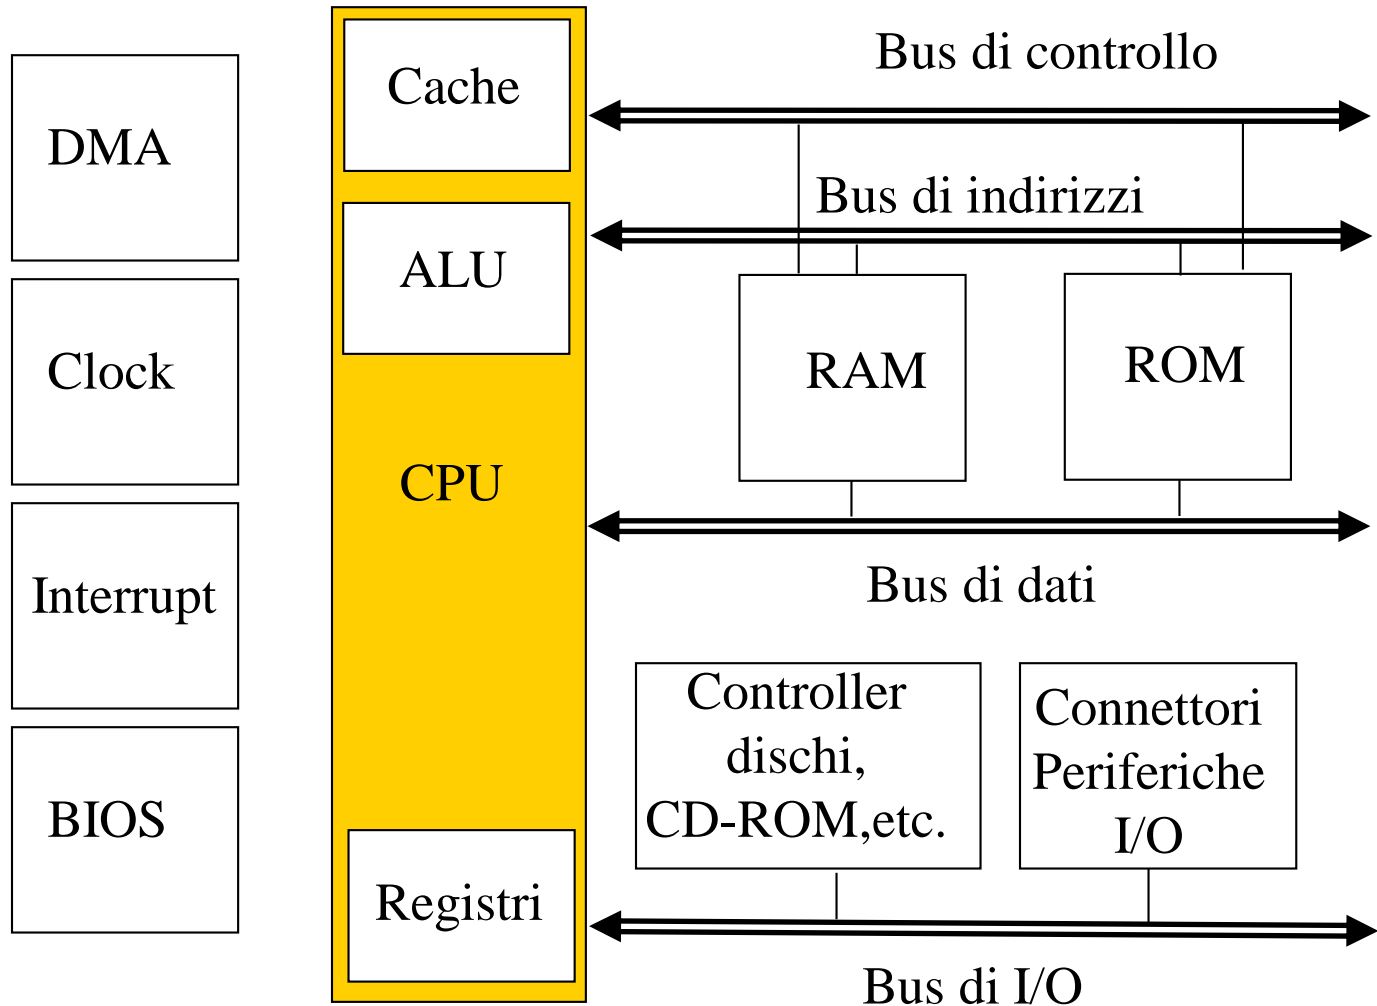 DMA
Clock
Interrupt
BIOS
Cache
ALU
CPU
Registri
Bus di controllo
Bus di indirizzi
RAM
ROM
Bus di dati
Controller
dischi,
CD-ROM,etc.
Connettori
Periferiche
I/O
Bus di I/O